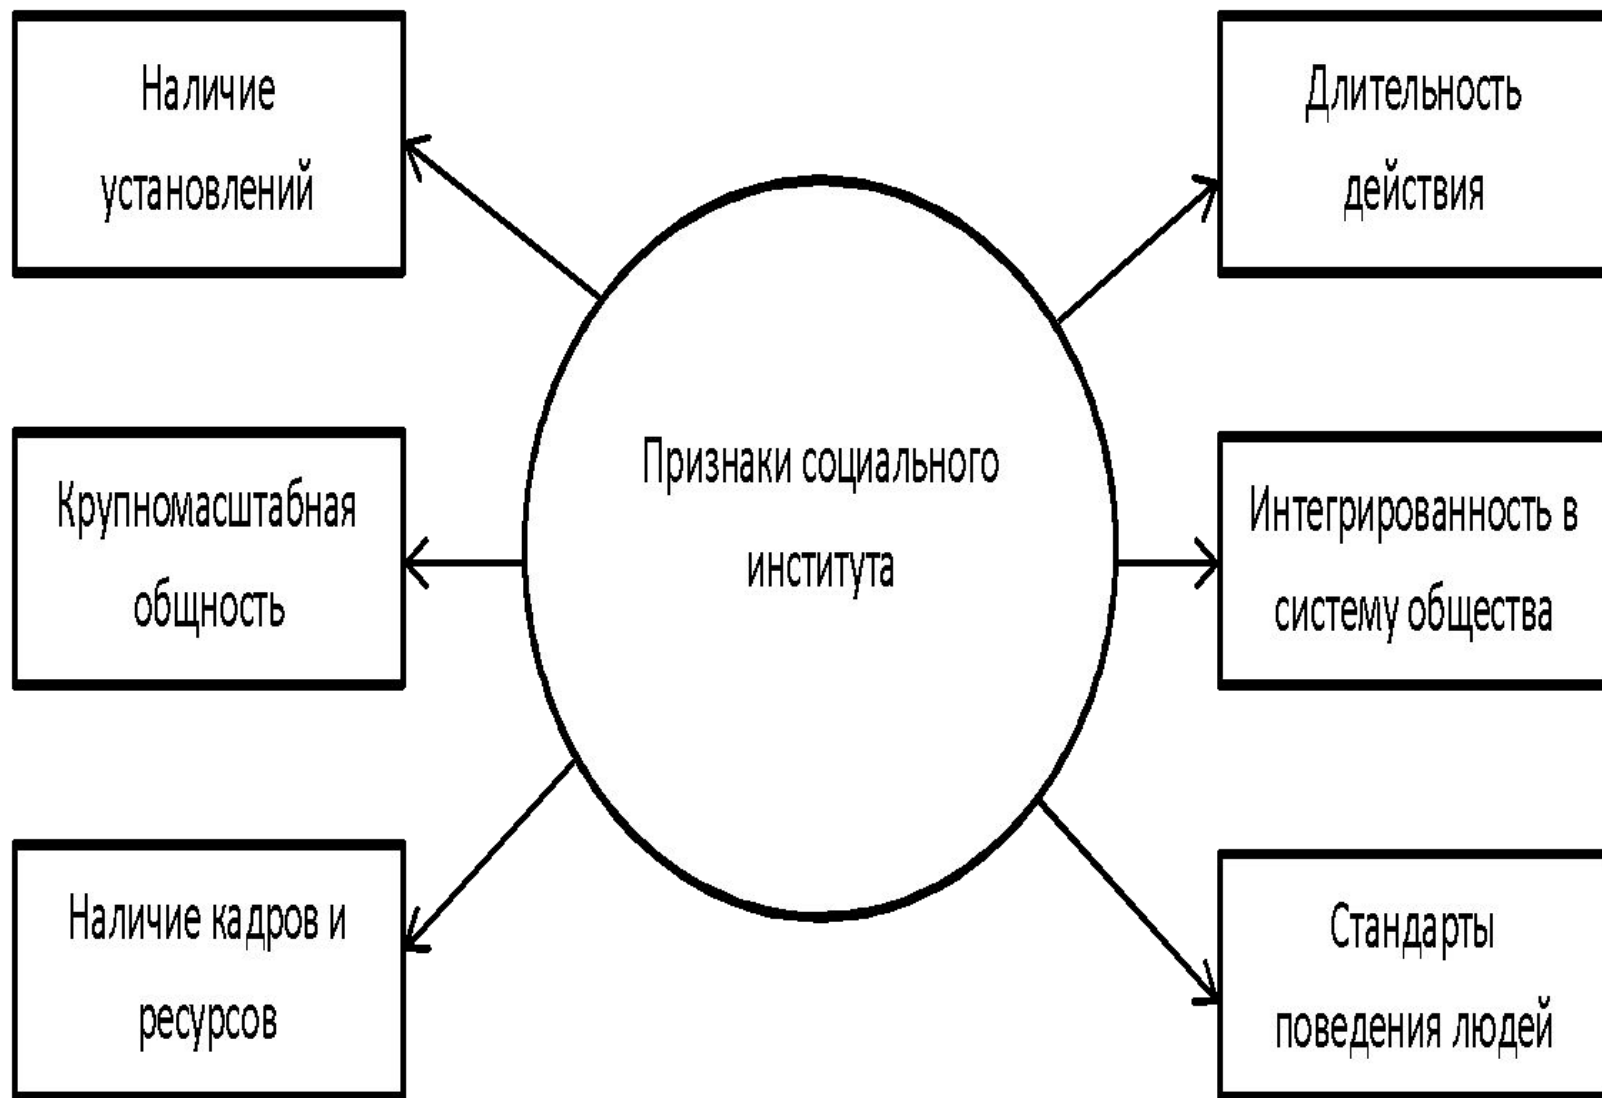 Наличие
установлений
Длительность
действия
Признаки социального
института
Крупномасштабная
общность
Интегрированность в
систему общества
Наличие кадров и
ресурсов
Стандарты
поведения людей